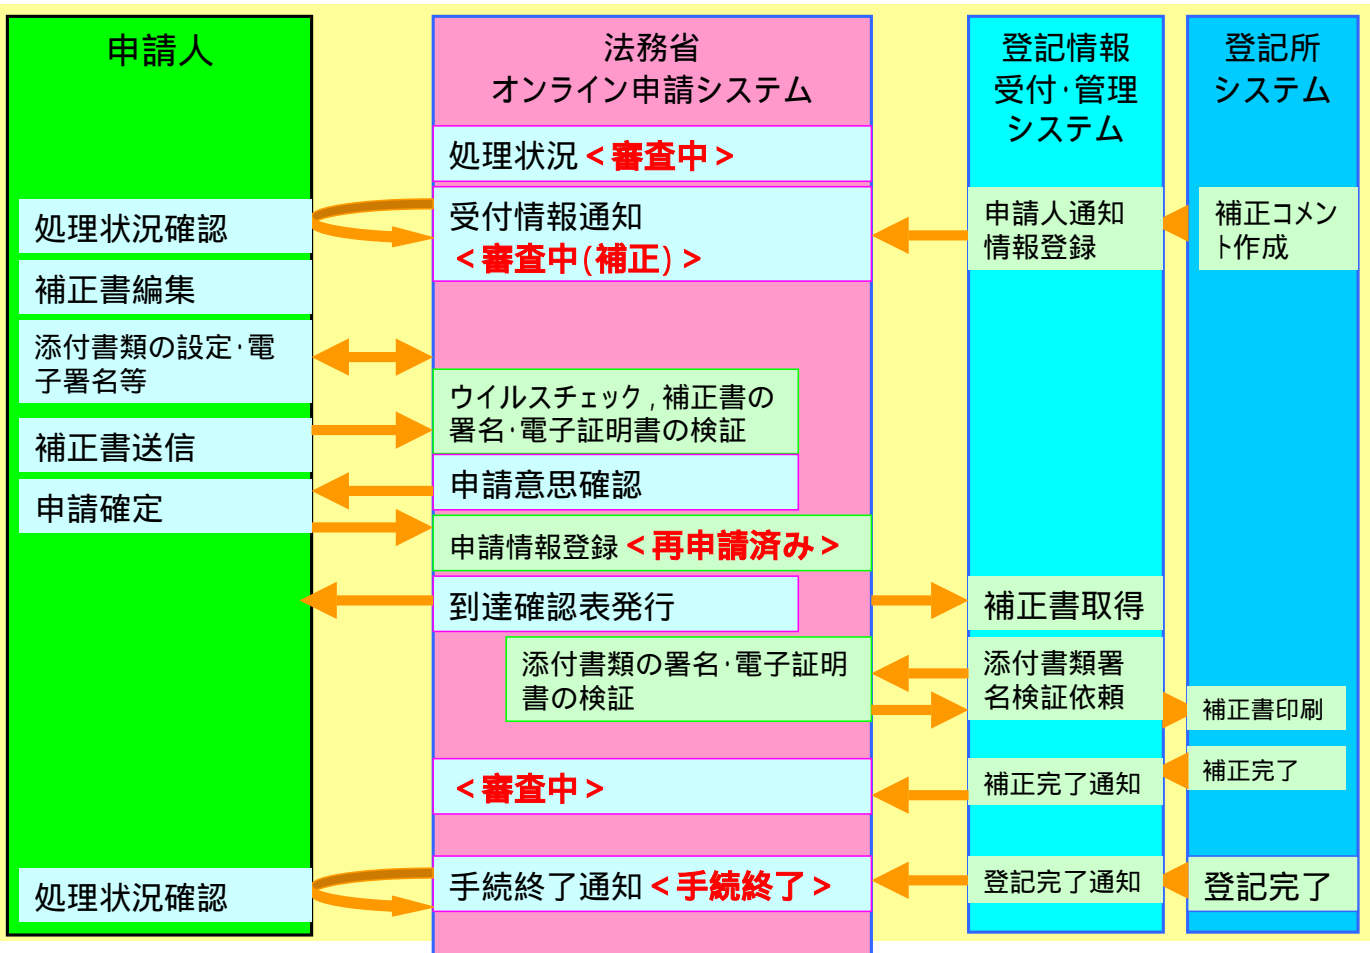 申請人
処理状況確認
補正書編集
添付書類の設定・電
子署名等
補正書送信
申請確定
処理状況確認
法務省
オンライン申請システム
処理状況<審査中>
受付情報通知
<審査中(補正)>
ウイルスチェック,補正書の
署名・電子証明書の検証
申請意思確認
申請情報登録<再申請済み>
到達確認表発行
添付書類の署名・電子証明
書の検証
<審査中>
手続終了通知<手続終了>
登記情報
受付・管理
システム
申請人通知
情報登録
補正書取得
添付書類署
名検証依頼
補正完了通知
登記完了通知
登記所
システム
補正コメン
ト作成
補正書印刷
補正完了
登記完了